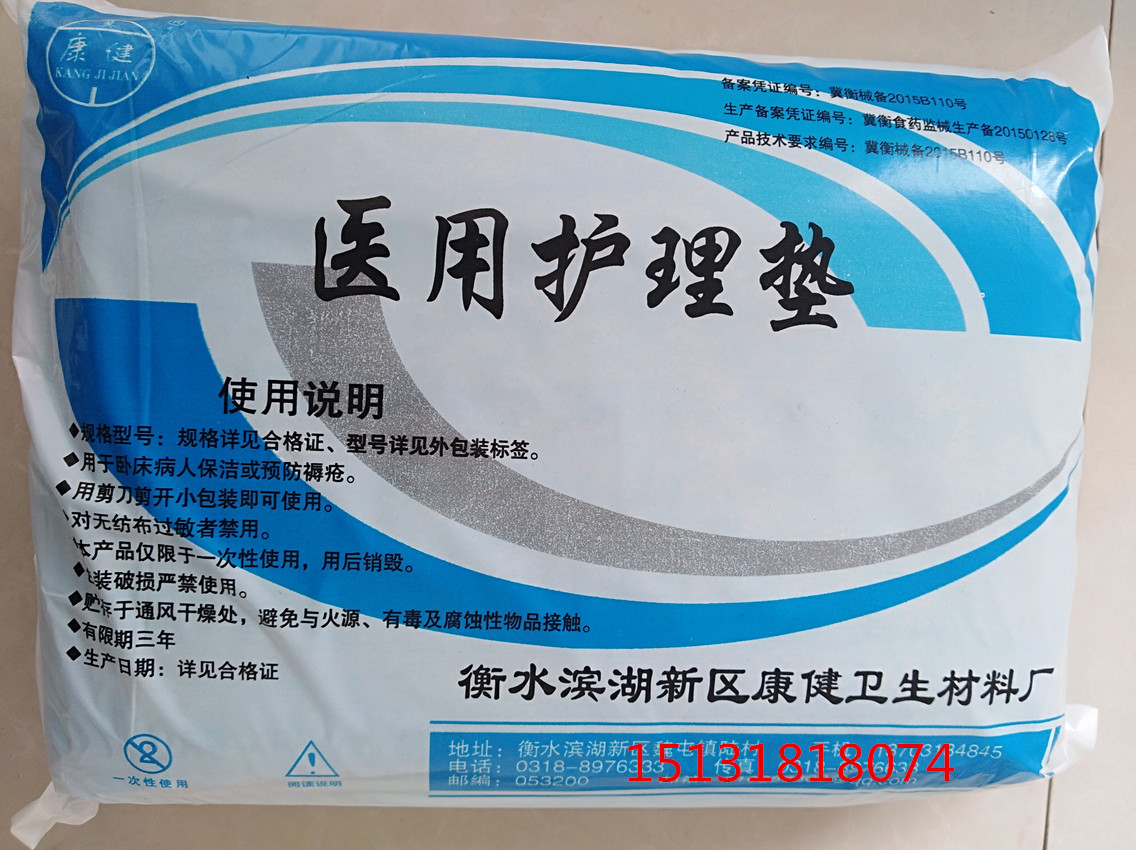 康健
KANG JI JIAN
备案凭证编号：冀衡械备2015B110号
生产备案凭证编号：冀衡食药监械生产备20150128号
产品技术要求编号：冀衡械备2015B110号
医用护理垫
使用说明
◆规格型号：规格详见合格证、型号详见外包装标签。
◆用于卧床病人保洁或预防褥疮。
◆用剪刀剪开小包装即可使用。
对无纺布过敏者禁用。
本产品仅限于一次性使用，用后销毁。
◆包装破损严禁使用。
◆贮存于通风干燥处，避免与火源、有毒及腐蚀性物品接触。
◆有限期三年
◆生产日期：详见合格证
衡水滨湖新区康健卫生材料厂
地址：衡水滨湖新区魏屯镇
电话：0318-8976333
传真
邮编：053200
15131818074
一次性使用
阅读说明